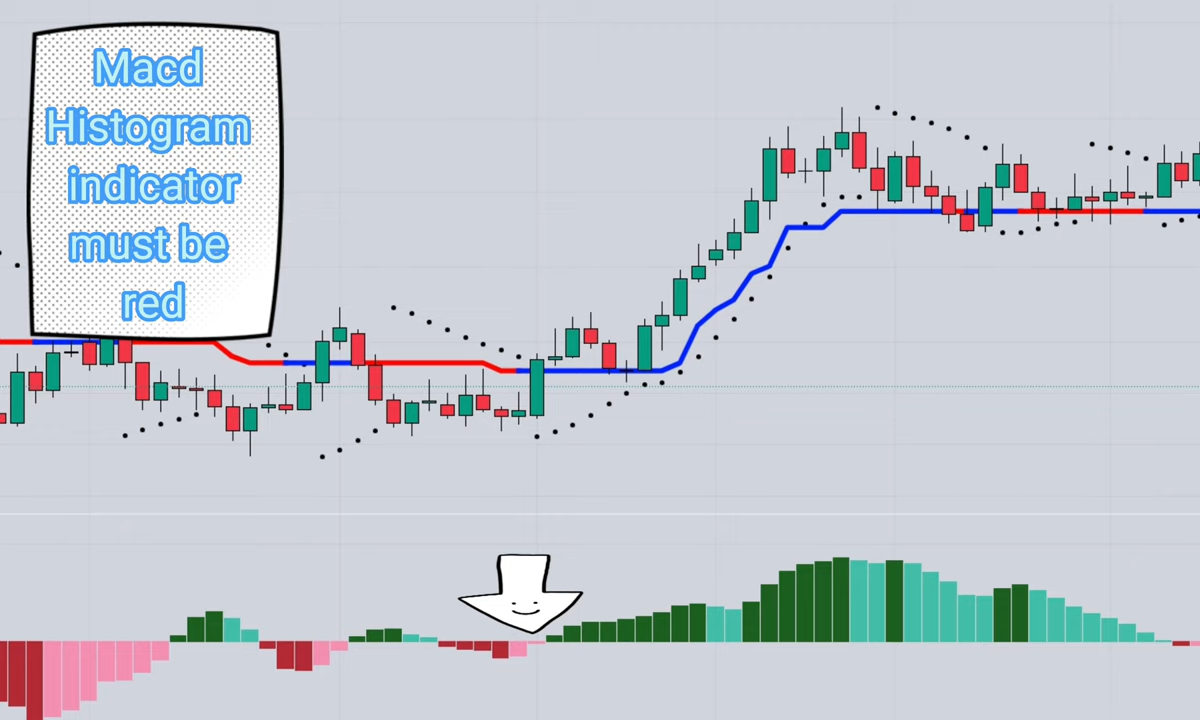 Macd
Histogram
indicator
must be
red